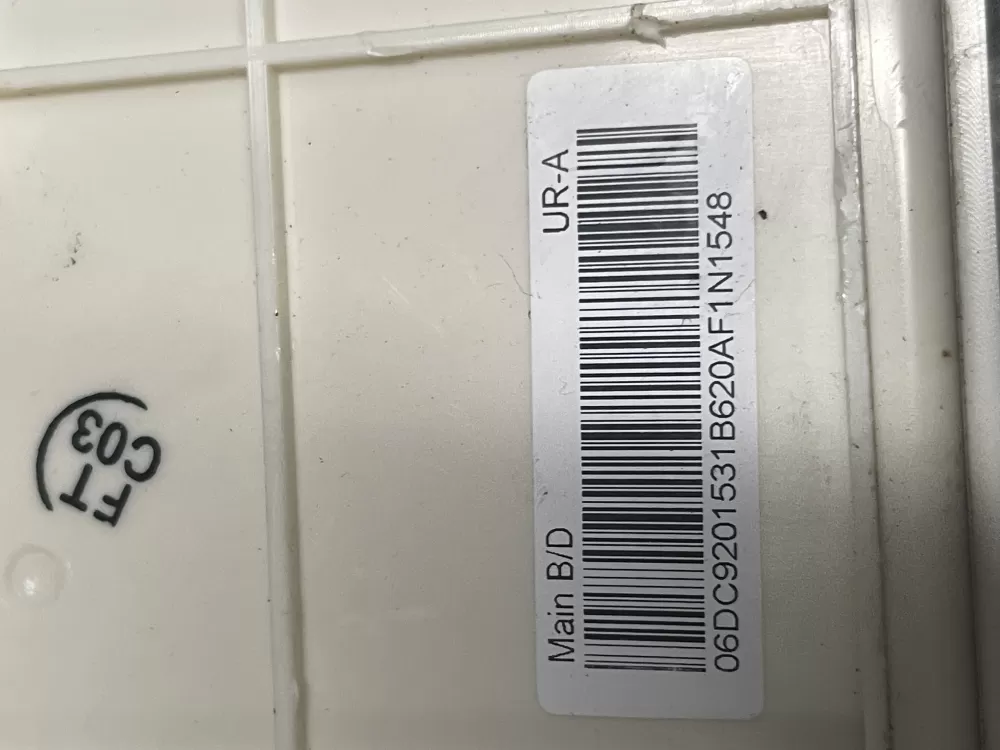 Main B/D UR-A
06DC9201531B620AF1N1548
FT
C03